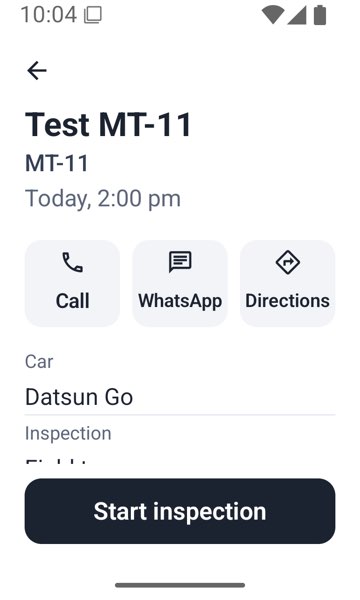 10:04
Test MT-11
MT-11
Today, 2:00 pm
Call
WhatsApp
Directions
Car
Datsun Go
Inspection
Start inspection